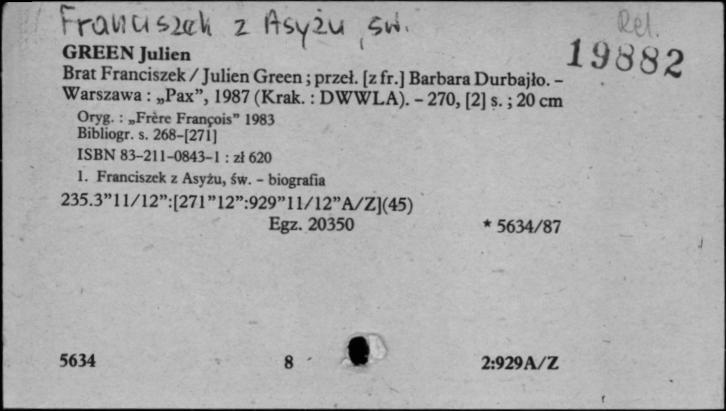 Franciszek z Asyżu, św.
Rel.
GREEN Julien
19882
Brat Franciszek / Julien Green ; przeł. [z fr.] Barbara Durbajło. –
Warszawa : „Pax”, 1987 (Krak. : DWWLA). – 270, [2] s. ; 20 cm
Oryg. : „Frère François” 1983
Bibliogr. s. 268–[271]
ISBN 83-211-0843-1 : zł 620
1. Franciszek z Asyżu, św. – biografia
235.3”11/12”:[271”12”:929”11/12”A/Z](45)
Egz. 20350 * 5634/87
5634 8 2:929A/Z